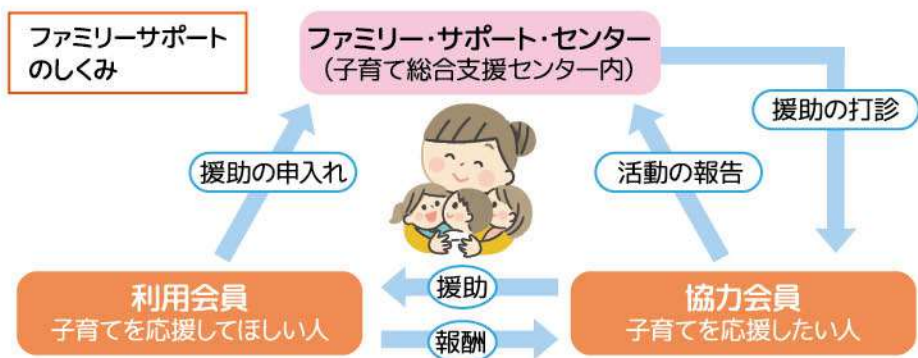 ファミリーサポート
のしくみ
ファミリー・サポート・センター
（子育て総合支援センター内）
援助の打診
援助の申入れ
活動の報告
利用会員
子育てを応援してほしい人
援助
報酬
協力会員
子育てを応援したい人